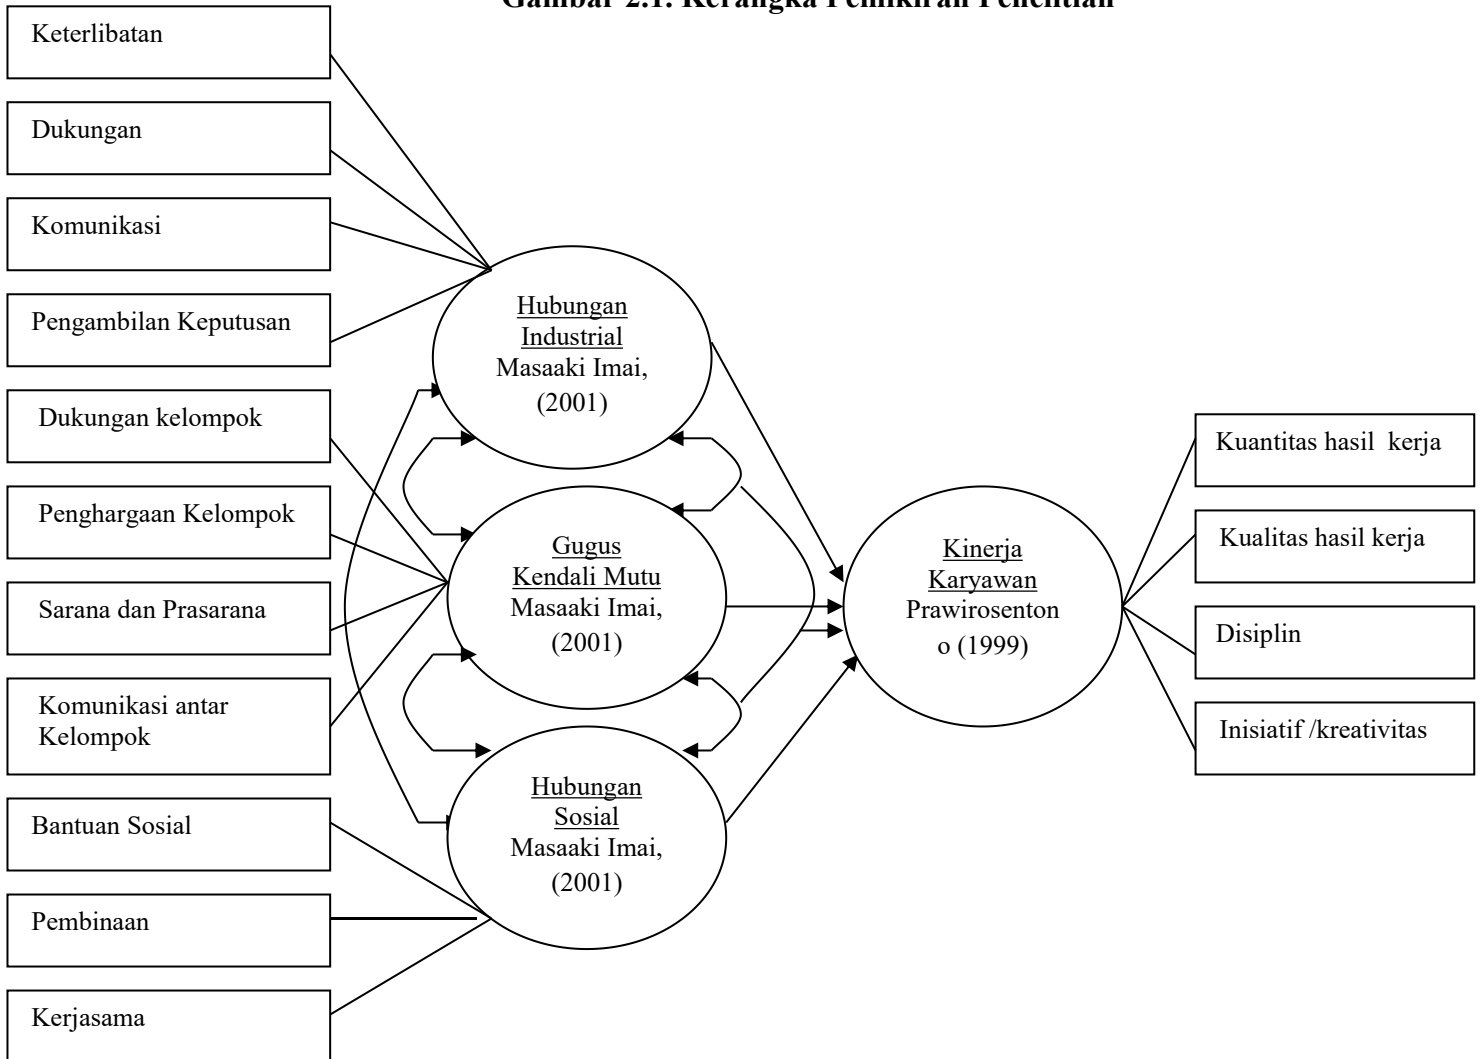 Gambar 2.1. Kerangka Pemikiran Penelitian
Keterlibatan
Dukungan
Komunikasi
Pengambilan Keputusan
Dukungan kelompok
Penghargaan Kelompok
Sarana dan Prasarana
Komunikasi antar
Kelompok
Bantuan Sosial
Pembinaan
Kerjasama
Hubungan
Industrial
Masaaki Imai,
(2001)
Gugus
Kendali Mutu
Masaaki Imai,
(2001)
Hubungan
Sosial
Masaaki Imai,
(2001)
Kinerja
Karyawan
Prawirosenton
o (1999)
Kuantitas hasil  kerja
Kualitas hasil kerja
Disiplin
Inisiatif /kreativitas